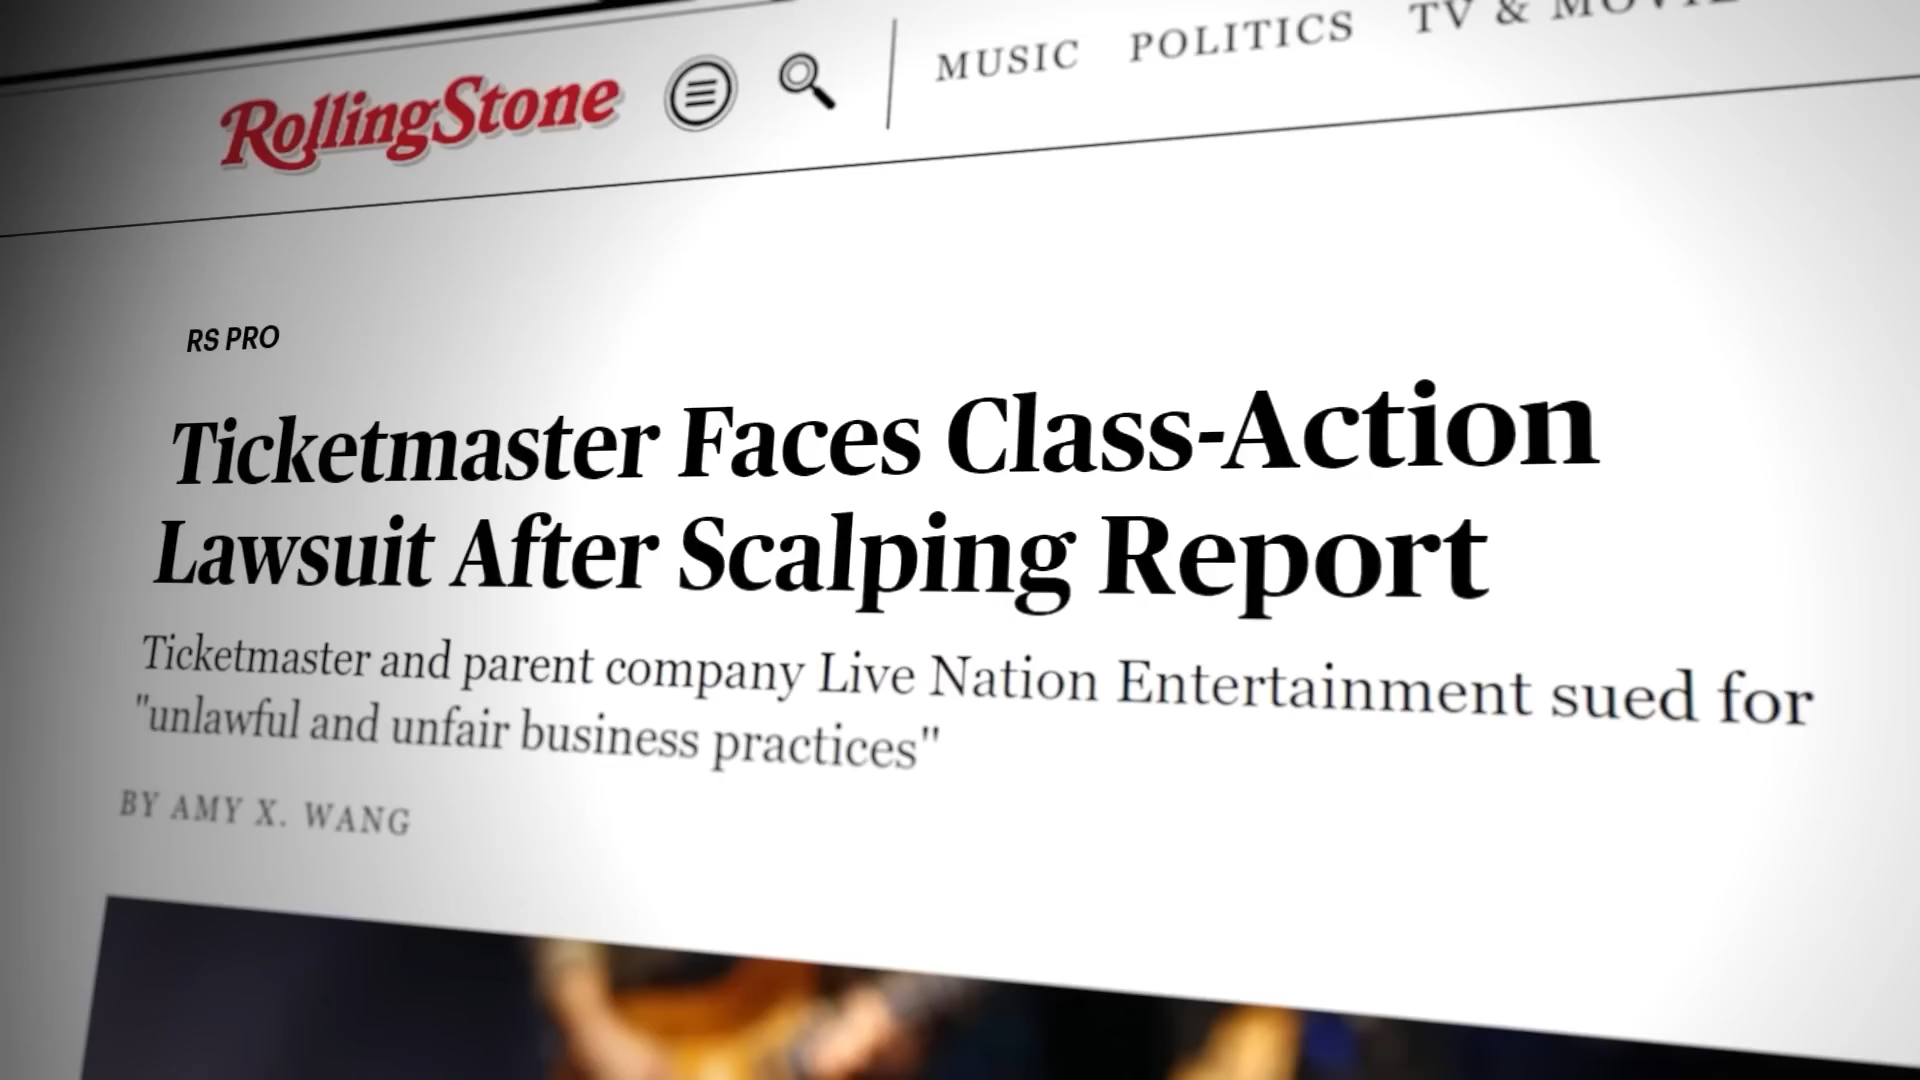 RollingStone
MUSIC POLITICS TV &
RS PRO
Ticketmaster Faces Class-Action
Lawsuit After Scalping Report
Ticketmaster and parent company Live Nation Entertainment sued for
"unlawful and unfair business practices"
BY AMY X. WANG